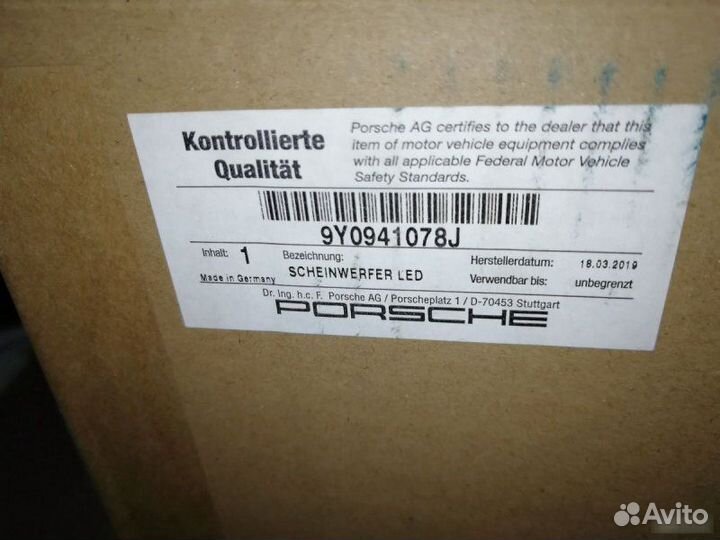 Kontrollierte
Qualität
Porsche AG certifies to the dealer that this
item of motor vehicle equipment complies
with all applicable Federal Motor Vehicle
Safety Standards.
9Y0941078J
Inhalt: 1 Bezeichnung: Herstellerdatum: 18.03.2019
Made in Germany SCHEINWERFER LED Verwendbar bis: unbegrenzt
Dr. Ing. h.c. F. Porsche AG / Porscheplatz 1 / D-70453 Stuttgart
PORSCHE
Avito